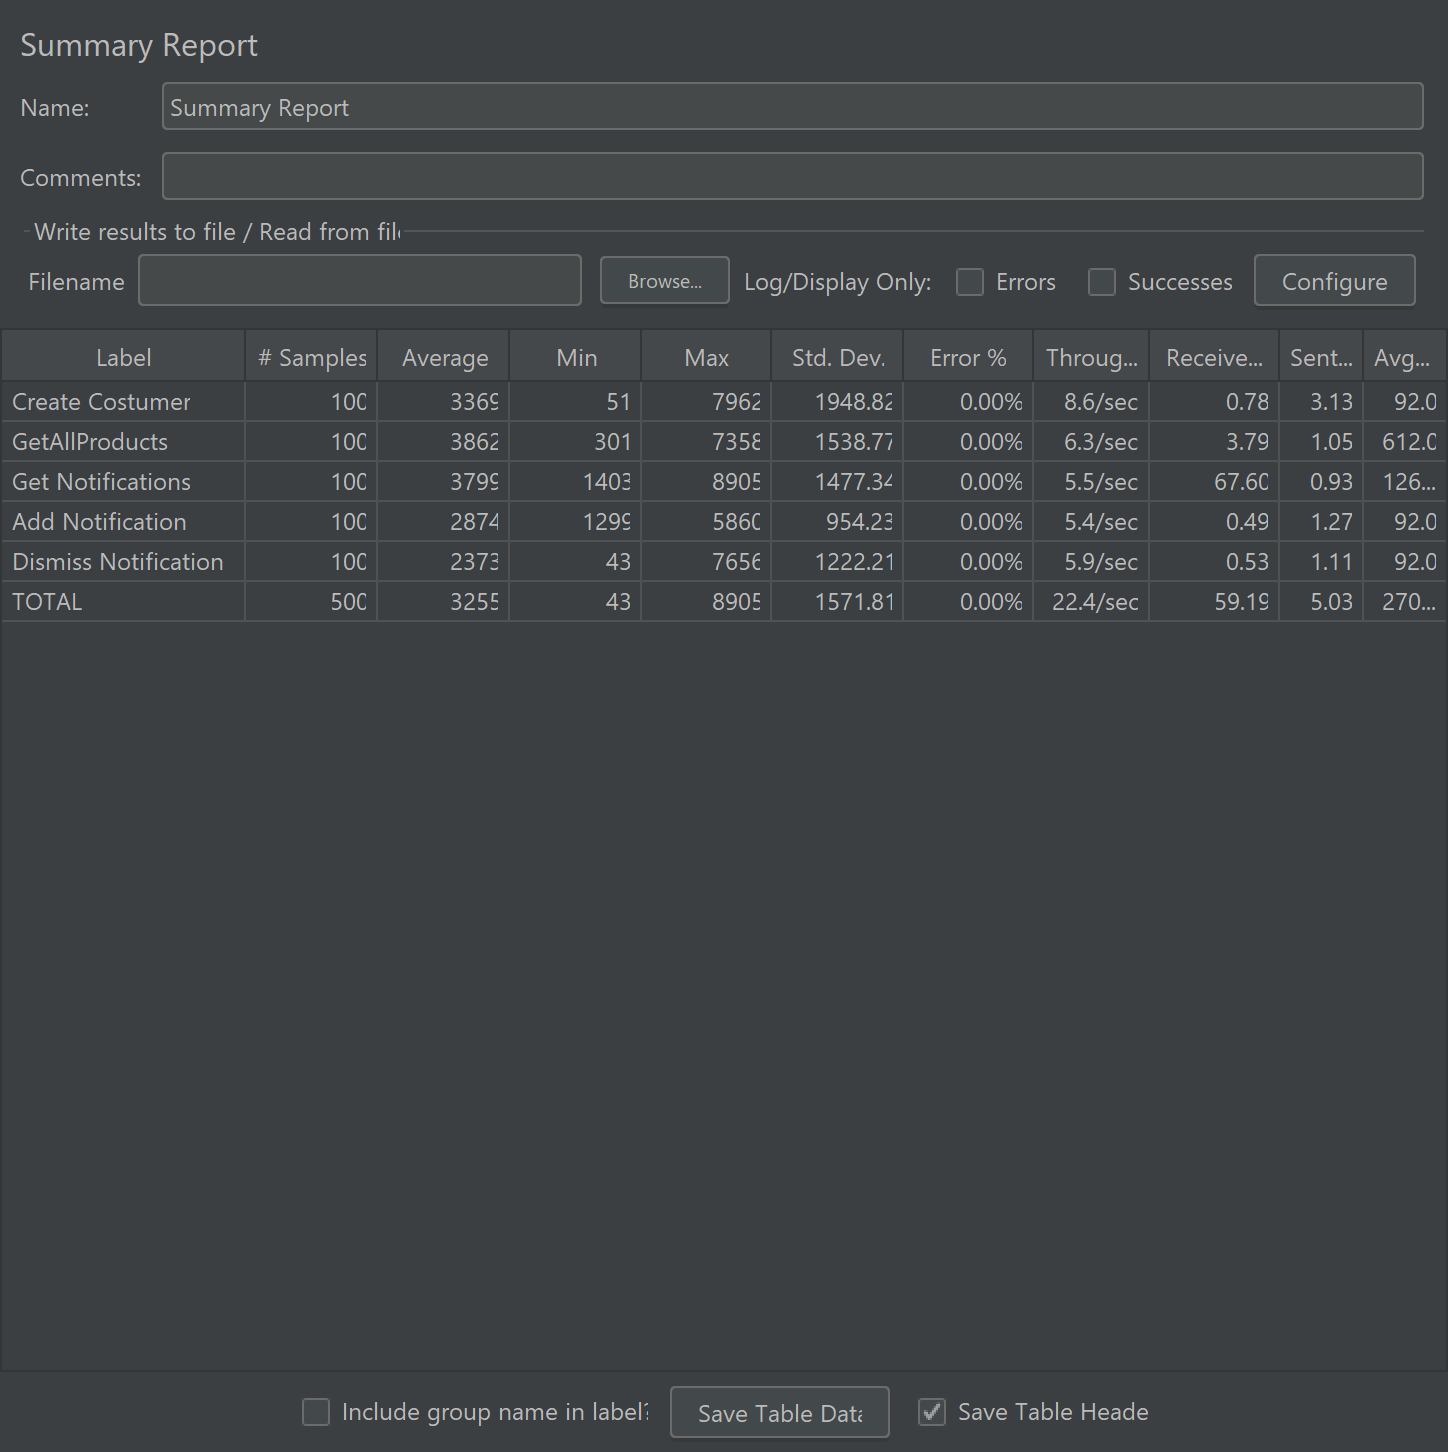 Summary Report
Name: Summary Report
Comments:
Write results to file / Read from file
Filename Browse... Log/Display Only: Errors Successes Configure
Label # Samples Average Min Max Std. Dev. Error % Throug... Receive... Sent... Avg...
Create Costumer 100 3369 51 7962 1948.82 0.00% 8.6/sec 0.78 3.13 92.0
GetAllProducts 100 3862 301 7358 1538.77 0.00% 6.3/sec 3.79 1.05 612.0
Get Notifications 100 3799 1403 8905 1477.34 0.00% 5.5/sec 67.60 0.93 126...
Add Notification 100 2874 1299 5860 954.23 0.00% 5.4/sec 0.49 1.27 92.0
Dismiss Notification 100 2373 43 7656 1222.21 0.00% 5.9/sec 0.53 1.11 92.0
TOTAL 500 3255 43 8905 1571.81 0.00% 22.4/sec 59.19 5.03 270...
Include group name in label? Save Table Data Save Table Heade